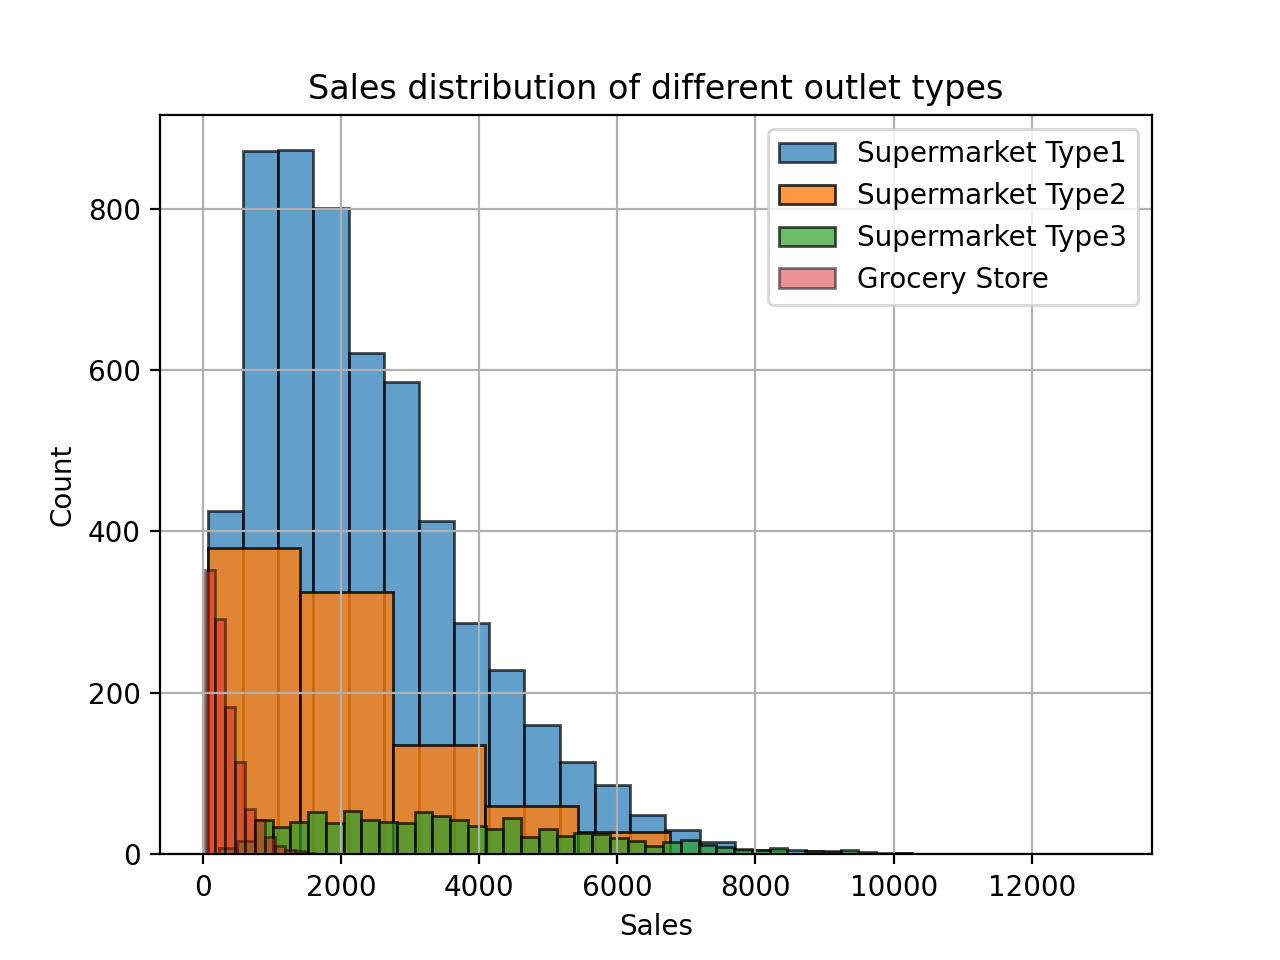 Sales distribution of different outlet types
Supermarket Type1
Supermarket Type2
Supermarket Type3
Grocery Store
800
600
400
200
0
Count
0 2000 4000 6000 8000 10000 12000
Sales